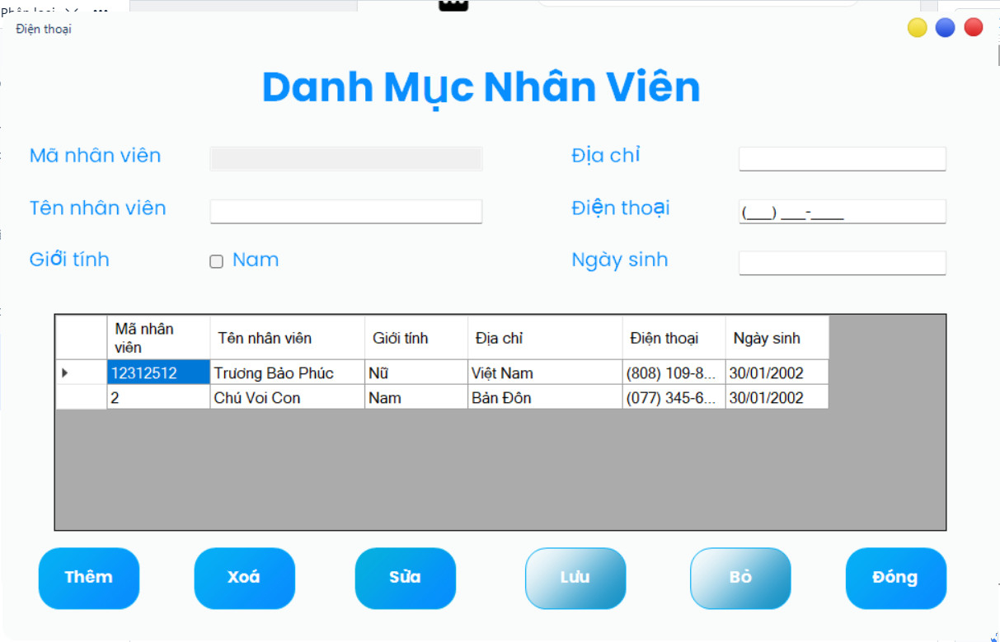 Điện thoại
Danh Mục Nhân Viên
Mã nhân viên
Địa chỉ
Tên nhân viên
Điện thoại
(___) ___-____
Giới tính
Nam
Ngày sinh
Mã nhân viên Tên nhân viên Giới tính Địa chỉ Điện thoại Ngày sinh
12312512 Trương Bảo Phúc Nữ Việt Nam (808) 109-8... 30/01/2002
2 Chú Voi Con Nam Bản Đôn (077) 345-6... 30/01/2002
Thêm Xoá Sửa Lưu Bỏ Đóng